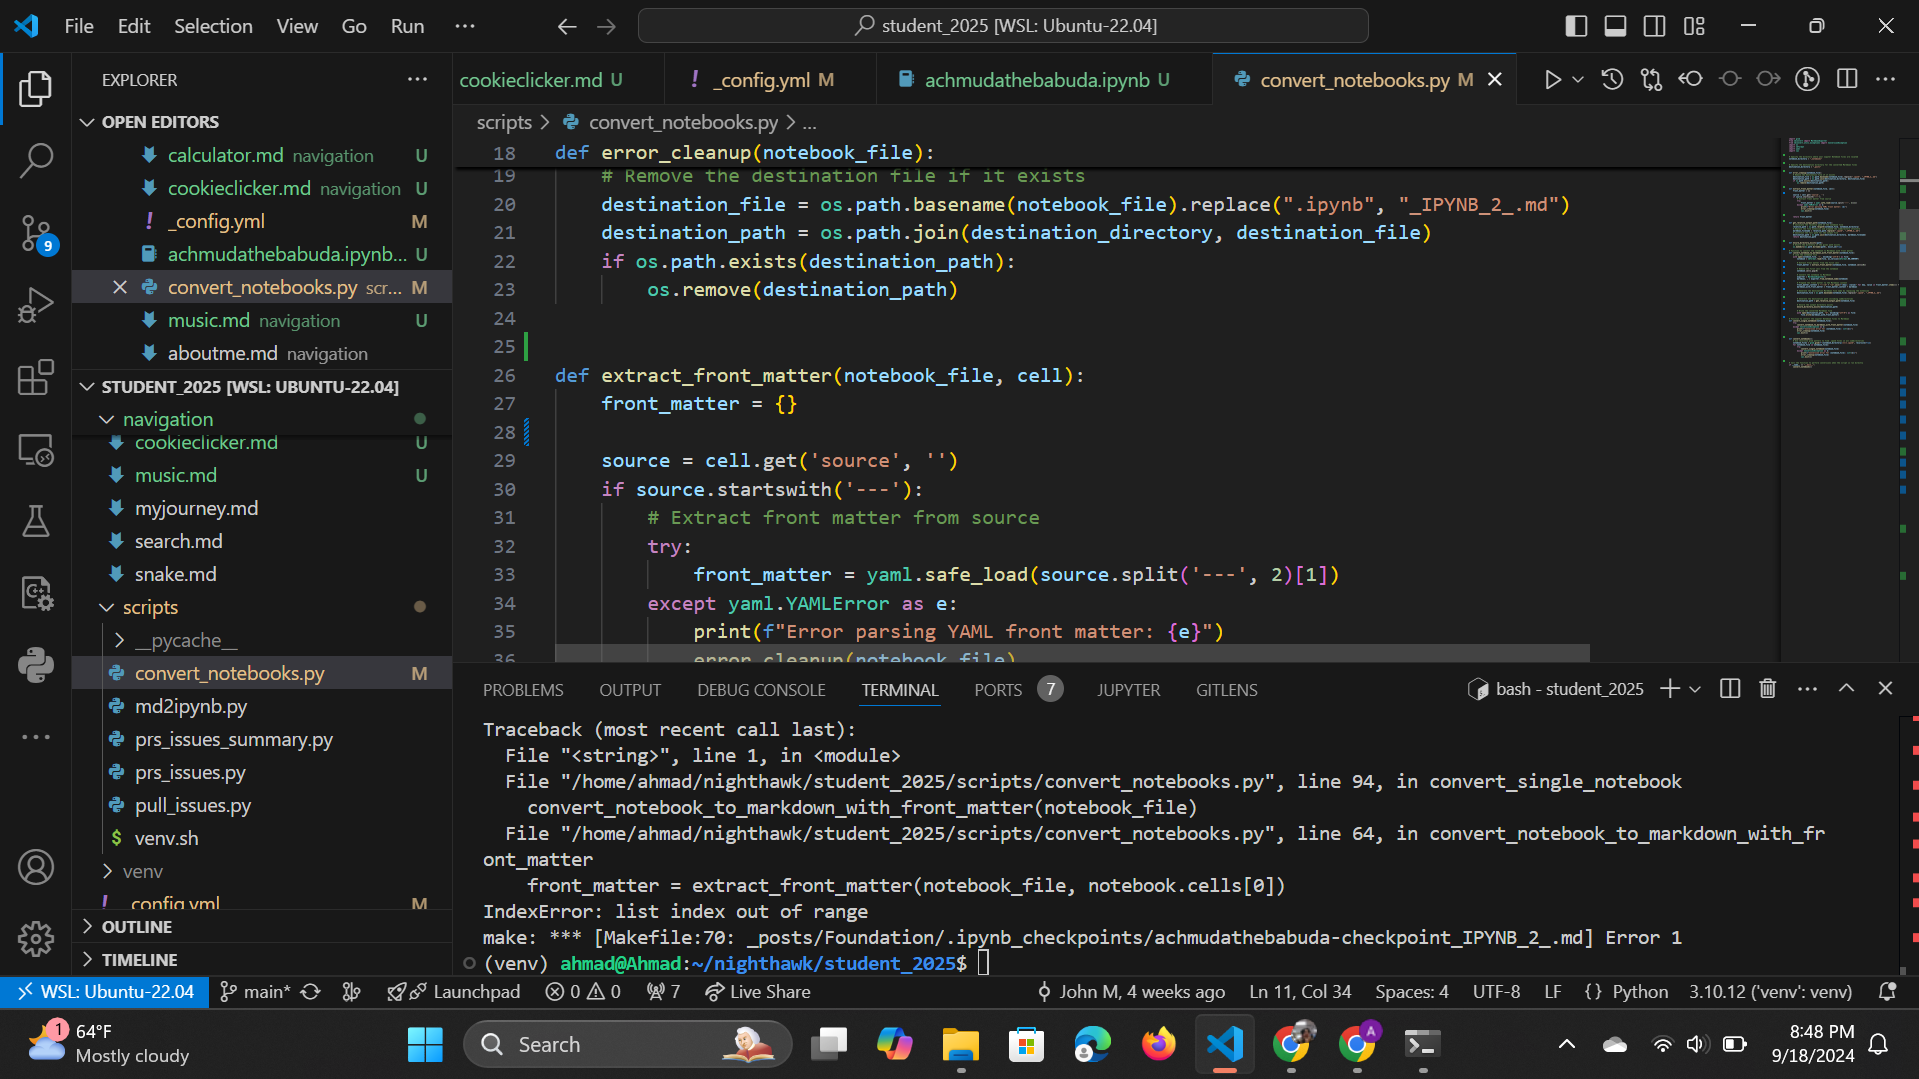 File Edit Selection View Go Run ···
student_2025 [WSL: Ubuntu-22.04]
EXPLORER
cookieclicker.md U
! _config.yml M
achmudathebabuda.ipynb U
convert_notebooks.py M
OPEN EDITORS
calculator.md navigation U
cookieclicker.md navigation U
! _config.yml M
achmudathebabuda.ipynb... U
convert_notebooks.py scr... M
music.md navigation U
aboutme.md navigation
STUDENT_2025 [WSL: UBUNTU-22.04]
navigation
cookieclicker.md U
music.md U
myjourney.md
search.md
snake.md
scripts
__pycache__
convert_notebooks.py M
md2ipynb.py
prs_issues_summary.py
prs_issues.py
pull_issues.py
$ venv.sh
venv
! _config.yml M
OUTLINE
TIMELINE
9
scripts > convert_notebooks.py > ...
18 def error_cleanup(notebook_file):
19 # Remove the destination file if it exists
20 destination_file = os.path.basename(notebook_file).replace(".ipynb", "_IPYNB_2_.md")
21 destination_path = os.path.join(destination_directory, destination_file)
22 if os.path.exists(destination_path):
23 os.remove(destination_path)
24
25
26 def extract_front_matter(notebook_file, cell):
27 front_matter = {}
28
29 source = cell.get('source', '')
30 if source.startswith('---'):
31 # Extract front matter from source
32 try:
33 front_matter = yaml.safe_load(source.split('---', 2)[1])
34 except yaml.YAMLError as e:
35 print(f"Error parsing YAML front matter: {e}")
36 error_cleanup(notebook_file)
PROBLEMS OUTPUT DEBUG CONSOLE TERMINAL PORTS 7 JUPYTER GITLENS
bash - student_2025
Traceback (most recent call last):
File "<string>", line 1, in <module>
File "/home/ahmad/nighthawk/student_2025/scripts/convert_notebooks.py", line 94, in convert_single_notebook
convert_notebook_to_markdown_with_front_matter(notebook_file)
File "/home/ahmad/nighthawk/student_2025/scripts/convert_notebooks.py", line 64, in convert_notebook_to_markdown_with_fr
ont_matter
front_matter = extract_front_matter(notebook_file, notebook.cells[0])
IndexError: list index out of range
make: *** [Makefile:70: _posts/Foundation/.ipynb_checkpoints/achmudathebabuda-checkpoint_IPYNB_2_.md] Error 1
(venv) ahmad@Ahmad:~/nighthawk/student_2025$
WSL: Ubuntu-22.04 main* Launchpad 0 0 7 Live Share John M, 4 weeks ago Ln 11, Col 34 Spaces: 4 UTF-8 LF {} Python 3.10.12 ('venv': venv)
1
64°F
Mostly cloudy
Search
A
8:48 PM
9/18/2024